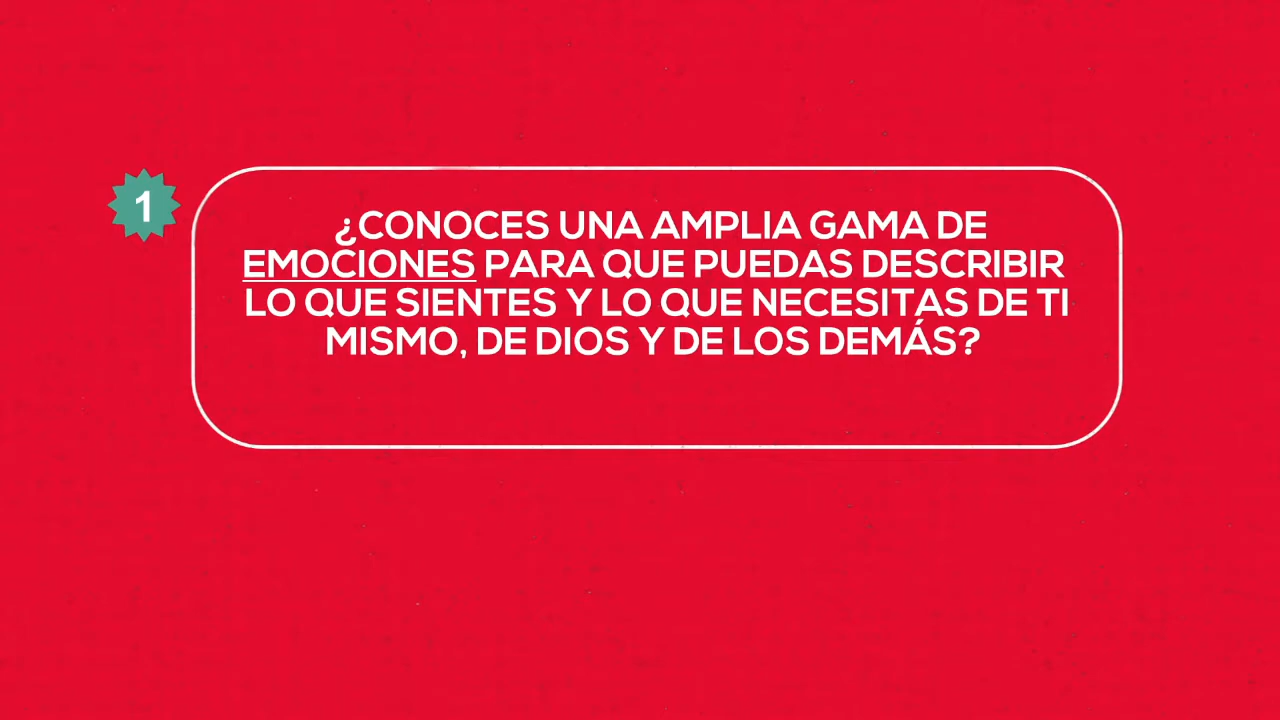 1
¿CONOCES UNA AMPLIA GAMA DE
EMOCIONES PARA QUE PUEDAS DESCRIBIR
LO QUE SIENTES Y LO QUE NECESITAS DE TI
MISMO, DE DIOS Y DE LOS DEMÁS?